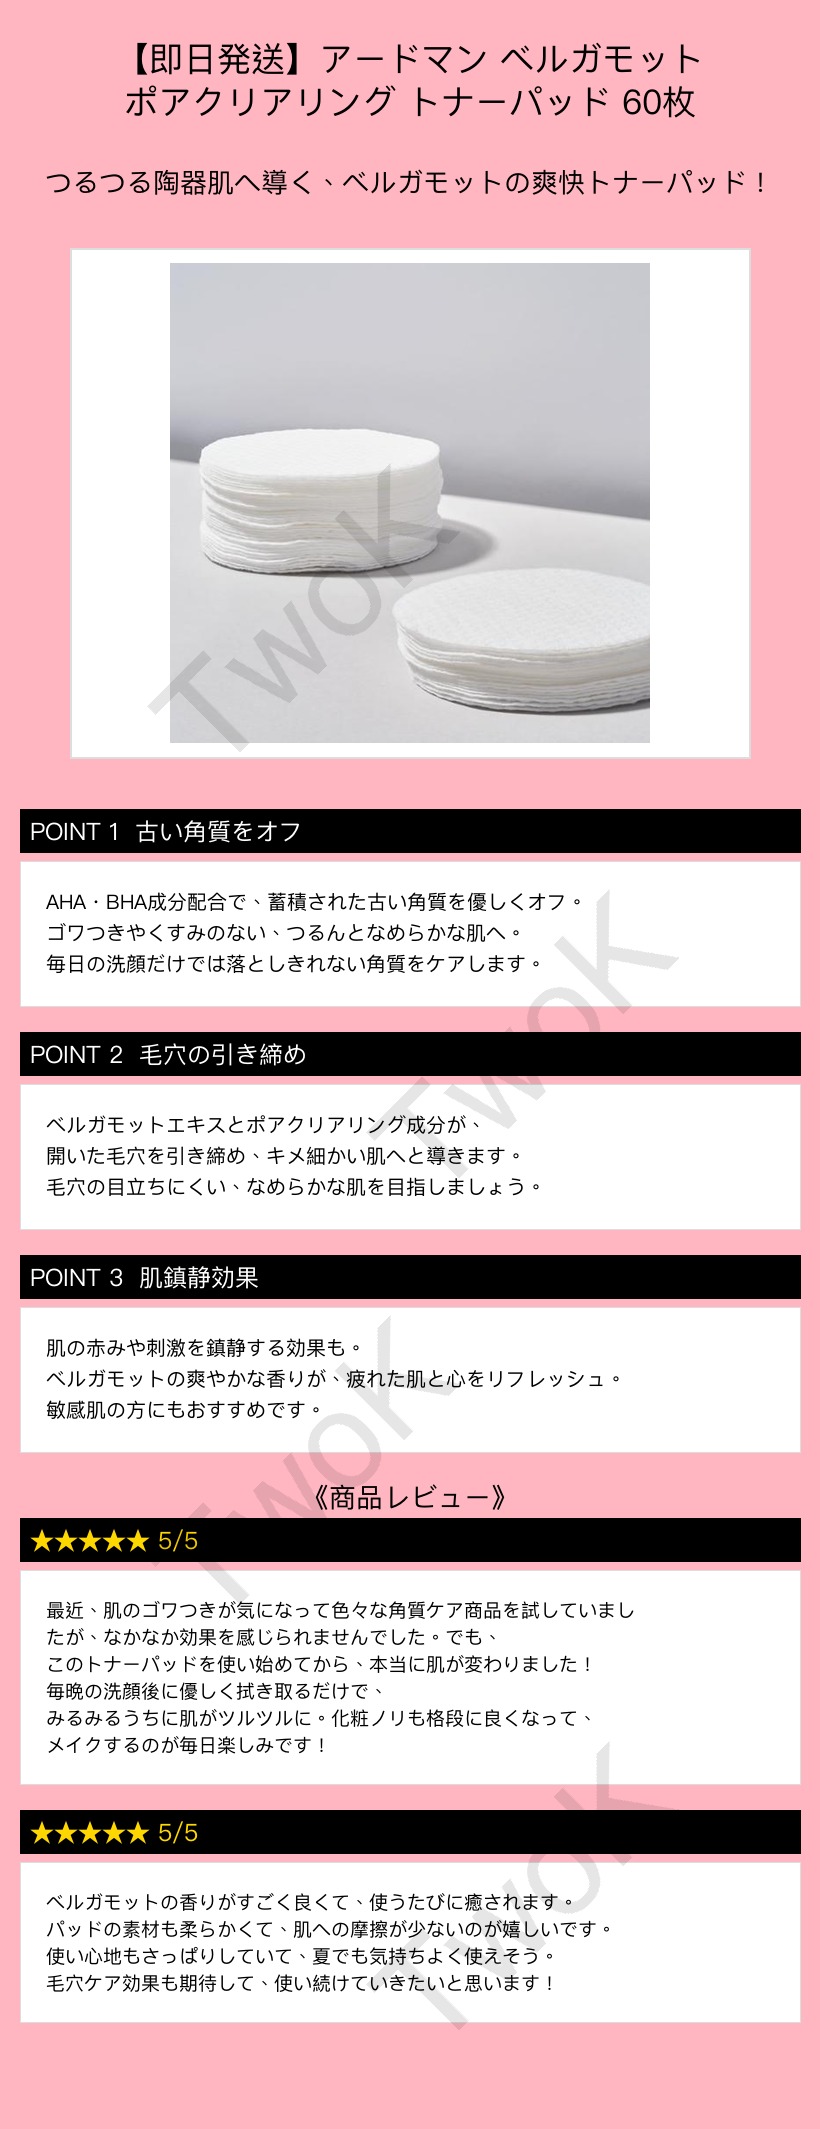 【即日発送】アードマン ベルガモット
ポアクリアリング トナーパッド 60枚
つるつる陶器肌へ導く、ベルガモットの爽快トナーパッド！
TwoK
POINT 1 古い角質をオフ
AHA・BHA成分配合で、蓄積された古い角質を優しくオフ。
ゴワつきやくすみのない、つるんとなめらかな肌へ。
毎日の洗顔だけでは落としきれない角質をケアします。
TwoK
POINT 2 毛穴の引き締め
ベルガモットエキスとポアクリアリング成分が、
開いた毛穴を引き締め、キメ細かい肌へと導きます。
毛穴の目立ちにくい、なめらかな肌を目指しましょう。
POINT 3 肌鎮静効果
肌の赤みや刺激を鎮静する効果も。
ベルガモットの爽やかな香りが、疲れた肌と心をリフレッシュ。
敏感肌の方にもおすすめです。
TwoK
《商品レビュー》
★★★★★ 5/5
最近、肌のゴワつきが気になって色々な角質ケア商品を試していまし
たが、なかなか効果を感じられませんでした。でも、
このトナーパッドを使い始めてから、本当に肌が変わりました！
毎晩の洗顔後に優しく拭き取るだけで、
みるみるうちに肌がツルツルに。化粧ノリも格段に良くなって、
メイクするのが毎日楽しみです！
★★★★★ 5/5
ベルガモットの香りがすごく良くて、使うたびに癒されます。
パッドの素材も柔らかくて、肌への摩擦が少ないのが嬉しいです。
使い心地もさっぱりしていて、夏でも気持ちよく使えそう。
毛穴ケア効果も期待して、使い続けていきたいと思います！
TwoK